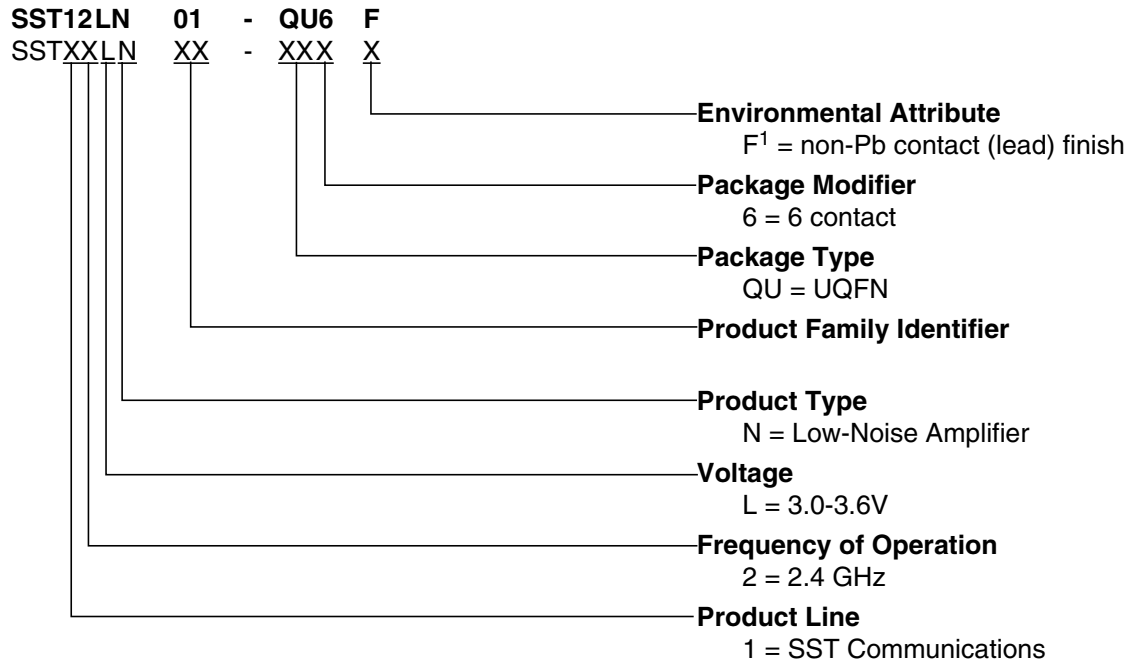 SST12LN 01 - QU6 F
SSTXXLN XX - XXX X
Environmental Attribute
F1 = non-Pb contact (lead) finish
Package Modifier
6 = 6 contact
Package Type
QU = UQFN
Product Family Identifier
Product Type
N = Low-Noise Amplifier
Voltage
L = 3.0-3.6V
Frequency of Operation
2 = 2.4 GHz
Product Line
1 = SST Communications